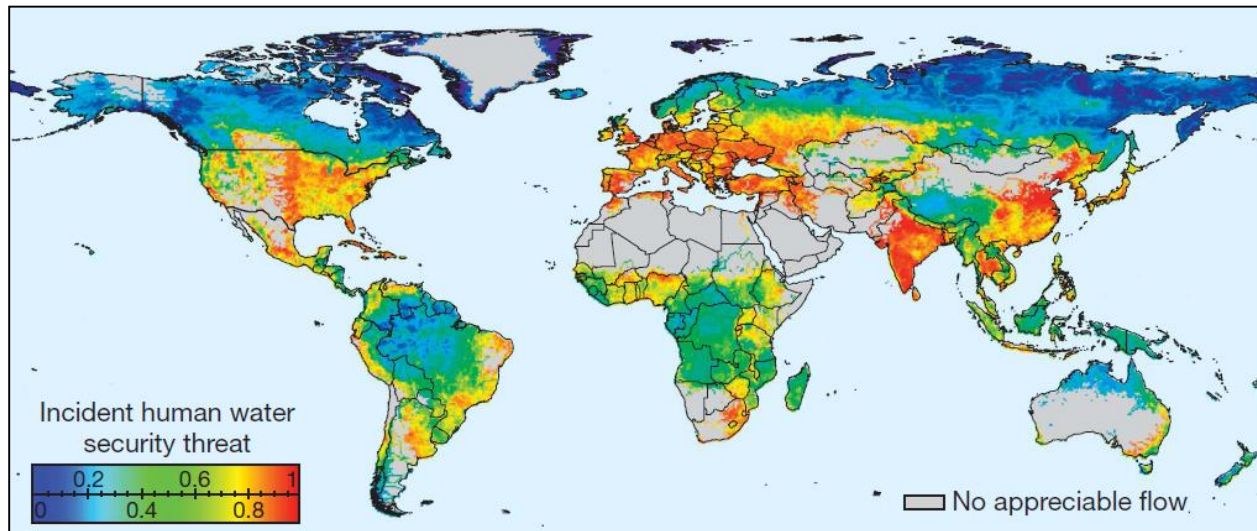 Incident human water
security threat
0.2 0.6 1
0 0.4 0.8
No appreciable flow